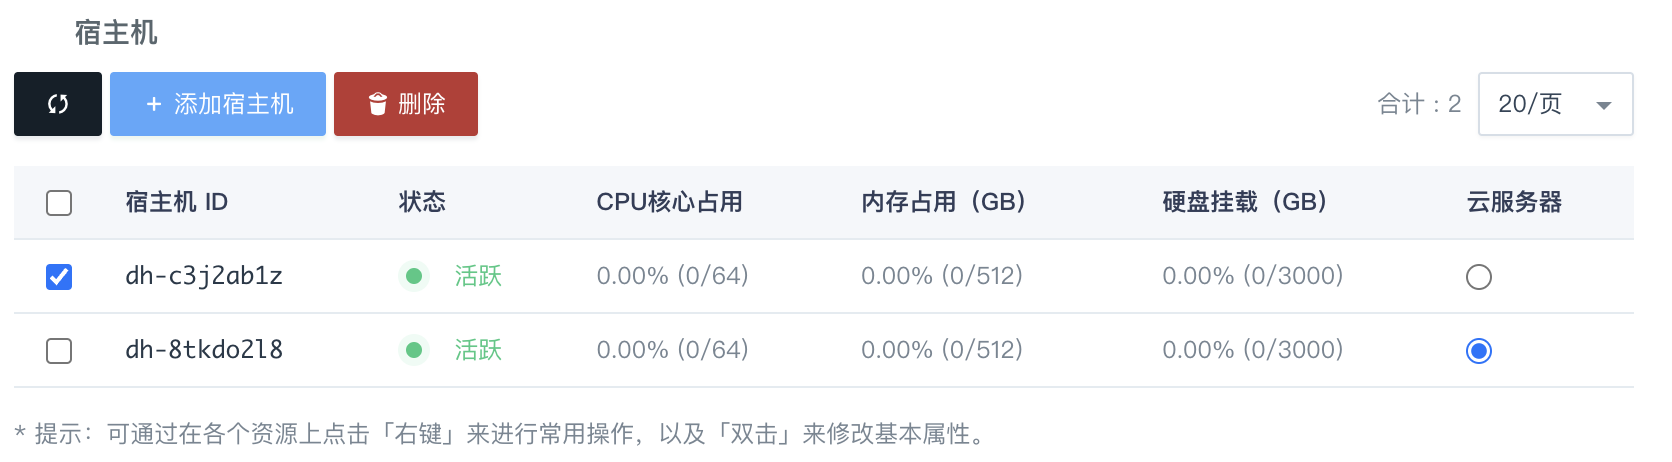 宿主机
+ 添加宿主机 删除 合计：2 20/页
宿主机 ID 状态 CPU核心占用 内存占用（GB） 硬盘挂载（GB） 云服务器
dh-c3j2ab1z 活跃 0.00% (0/64) 0.00% (0/512) 0.00% (0/3000)
dh-8tkdo2l8 活跃 0.00% (0/64) 0.00% (0/512) 0.00% (0/3000)
* 提示：可通过在各个资源上点击「右键」来进行常用操作，以及「双击」来修改基本属性。